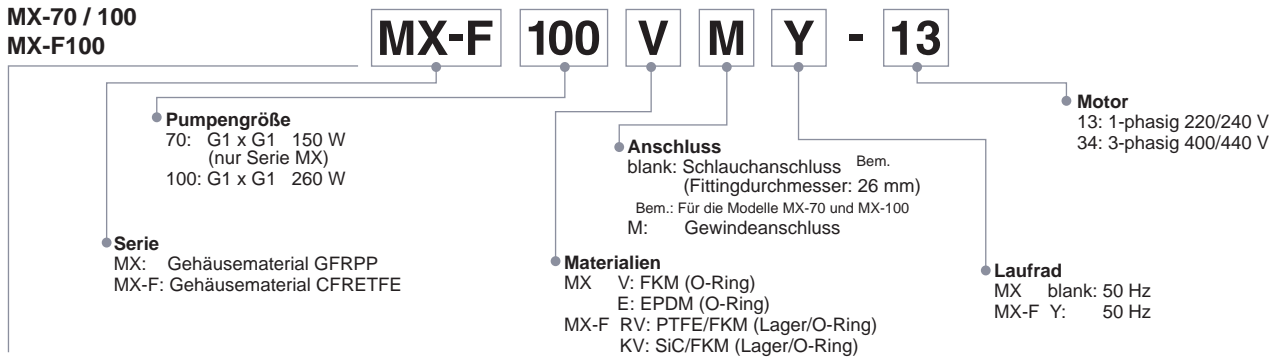 MX-70 / 100
MX-F100
MX-F 100 V M Y - 13
Pumpengröße
70: G1 x G1 150 W
(nur Serie MX)
100: G1 x G1 260 W
Serie
MX: Gehäusematerial GFRPP
MX-F: Gehäusematerial CFRETFE
Materialien
MX V: FKM (O-Ring)
E: EPDM (O-Ring)
MX-F RV: PTFE/FKM (Lager/O-Ring)
KV: SiC/FKM (Lager/O-Ring)
Anschluss
blank: Schlauchanschluss Bem.
(Fittingdurchmesser: 26 mm)
Bem.: Für die Modelle MX-70 und MX-100
M: Gewindeanschluss
Laufrad
MX blank: 50 Hz
MX-F Y: 50 Hz
Motor
13: 1-phasig 220/240 V
34: 3-phasig 400/440 V